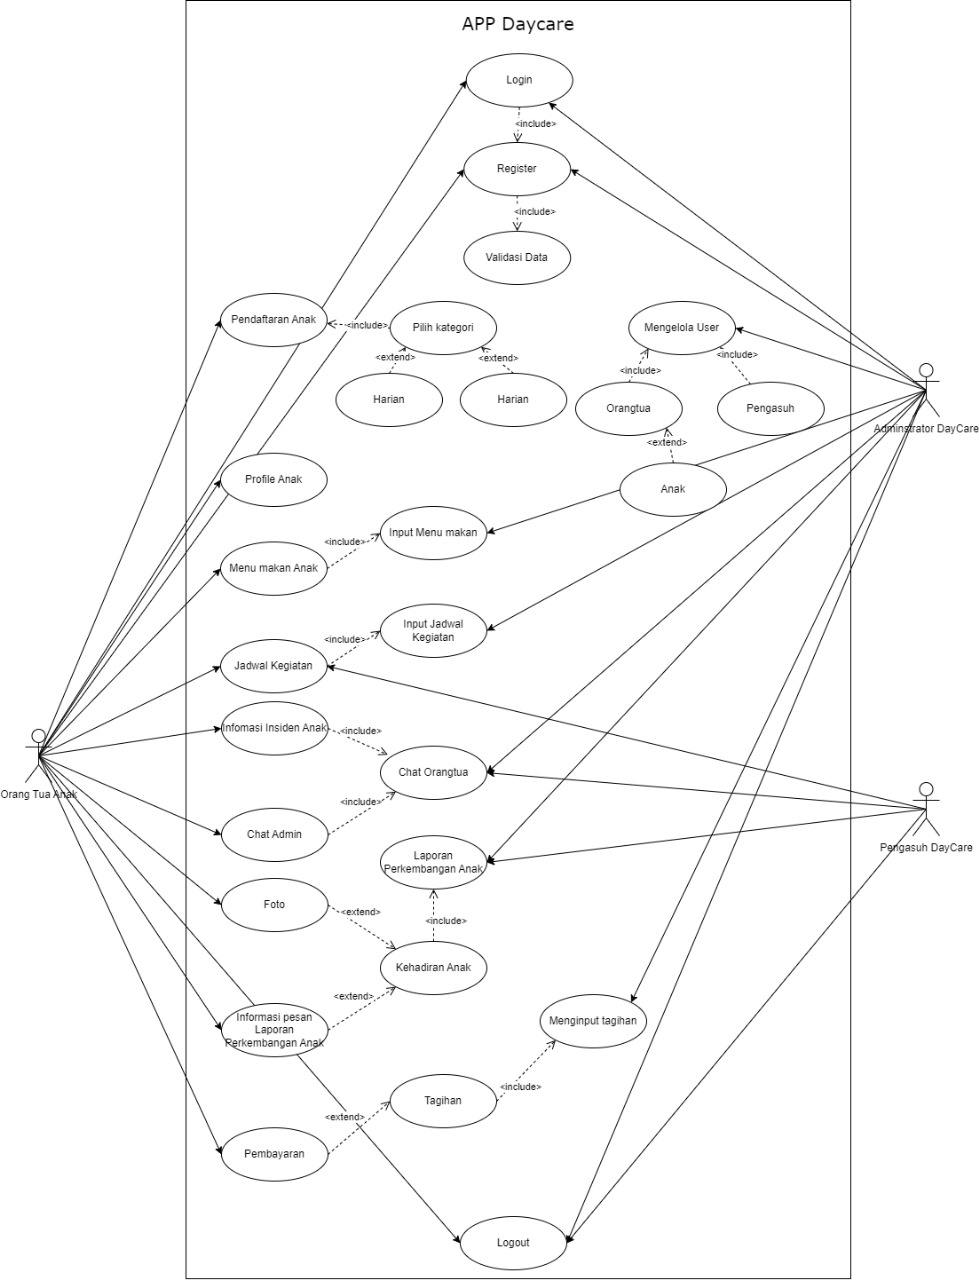 APP Daycare
Login
<include>
Register
<include>
Validasi Data
Pendaftaran Anak
<include>
Pilih kategori
Mengelola User
<extend>
<extend>
<include>
<include>
Harian
Harian
Orangtua
Pengasuh
Adminstrator DayCare
<extend>
Profile Anak
Anak
Input Menu makan
<include>
Menu makan Anak
Input Jadwal
Kegiatan
<include>
Jadwal Kegiatan
Infomasi Insiden Anak
<include>
Chat Orangtua
Orang Tua Anak
<include>
Chat Admin
Pengasuh DayCare
Laporan
Perkembangan Anak
Foto
<extend>
<include>
Kehadiran Anak
<extend>
Informasi pesan
Laporan
Perkembangan Anak
Menginput tagihan
<include>
Tagihan
<extend>
Pembayaran
Logout